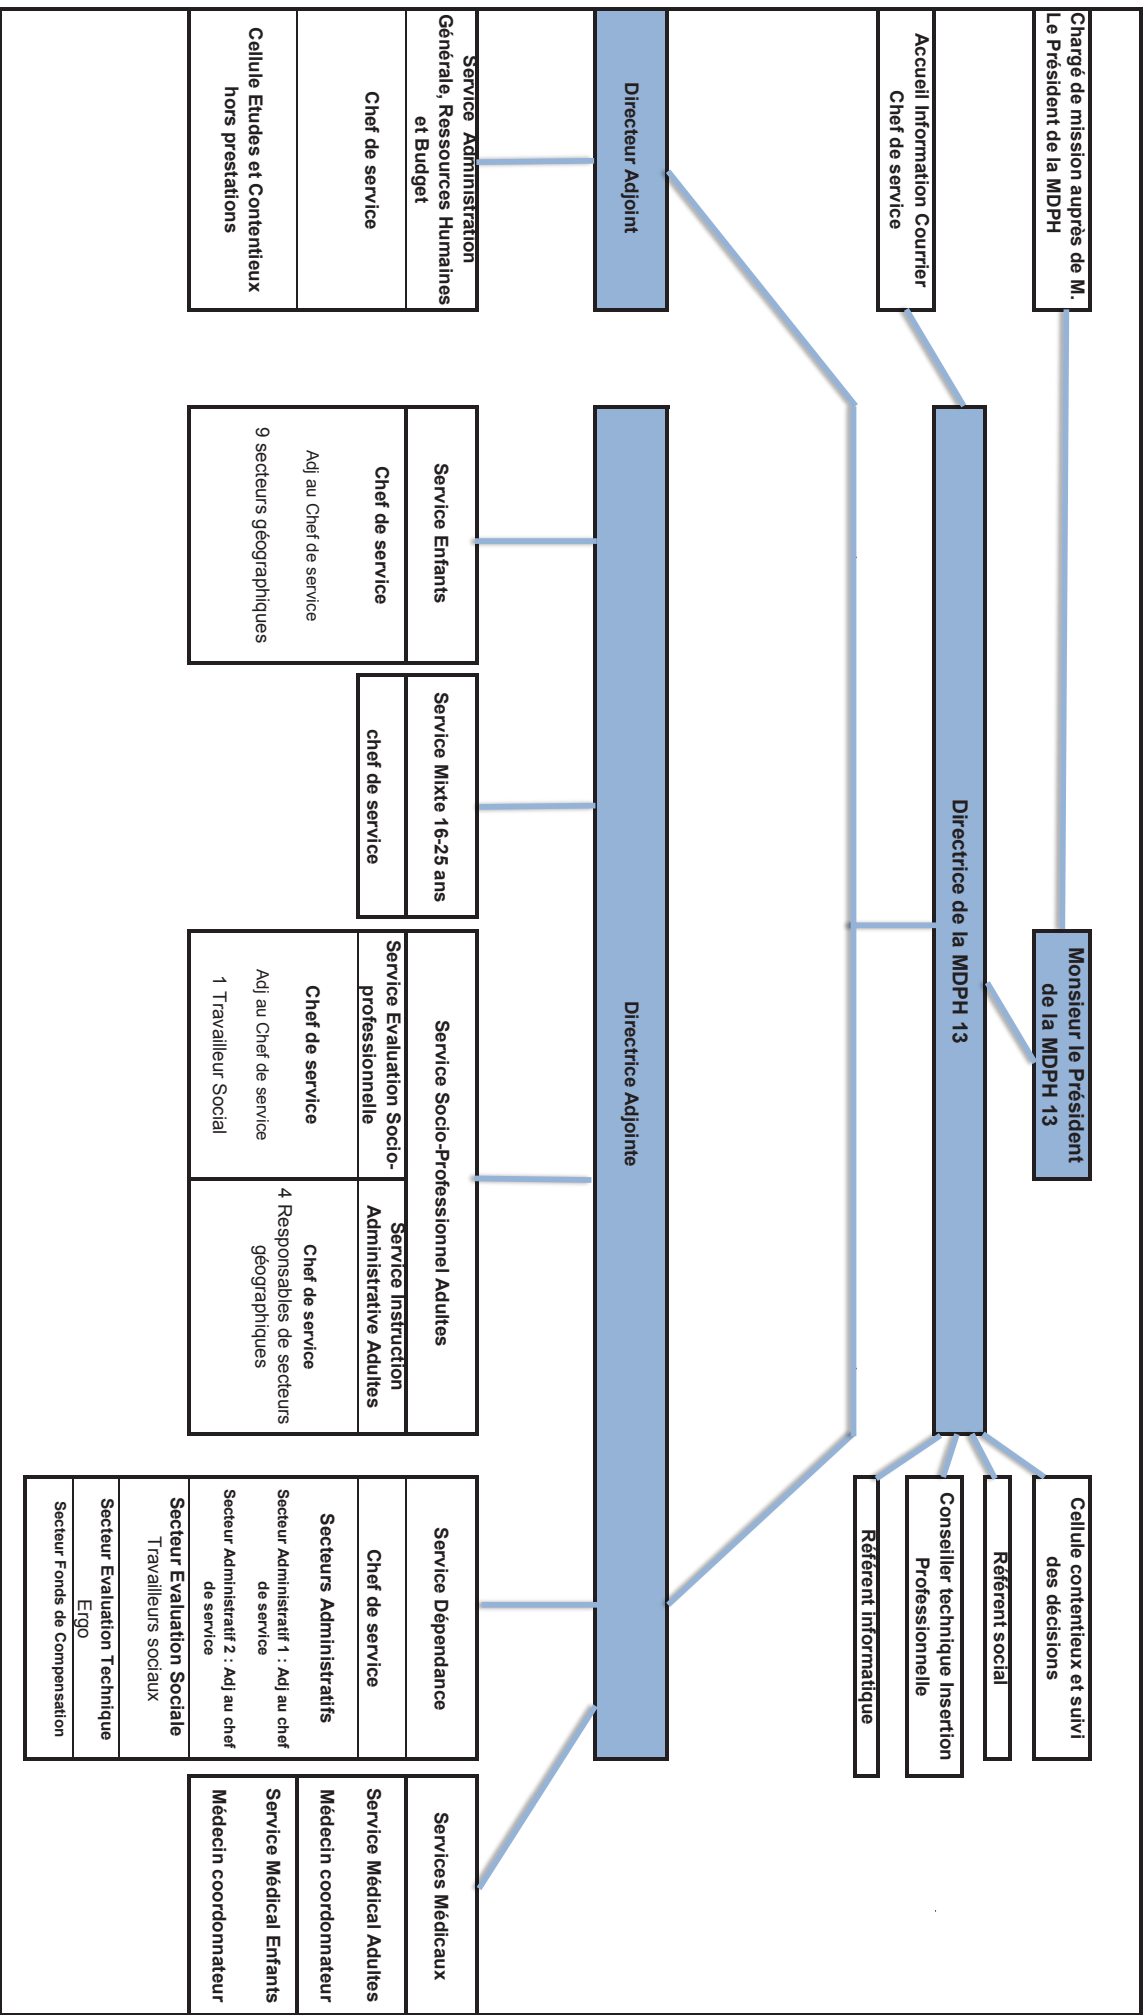 Chargé de mission auprès de M.
Le Président de la MDPH
Monsieur le Président
de la MDPH 13
Cellule contentieux et suivi
des décisions
Référent social
Conseiller technique Insertion
Professionnelle
Référent informatique
Accueil Information Courrier
Chef de service
Directrice de la MDPH 13
Directeur Adjoint
Directrice Adjointe
Service Administration
Générale, Ressources Humaines
et Budget
Chef de service
Cellule Etudes et Contentieux
hors prestations
Service Enfants
Chef de service
Adj au Chef de service
9 secteurs géographiques
Service Mixte 16-25 ans
chef de service
Service Socio-Professionnel Adultes
Service Evaluation Socio-
professionnelle
Chef de service
Adj au Chef de service
1 Travailleur Social
Service Instruction
Administrative Adultes
Chef de service
4 Responsables de secteurs
géographiques
Service Dépendance
Chef de service
Secteurs Administratifs
Secteur Administratif 1 : Adj au chef
de service
Secteur Administratif 2 : Adj au chef
de service
Secteur Evaluation Sociale
Travailleurs sociaux
Secteur Evaluation Technique
Ergo
Secteur Fonds de Compensation
Services Médicaux
Service Médical Adultes
Médecin coordonnateur
Service Médical Enfants
Médecin coordonnateur